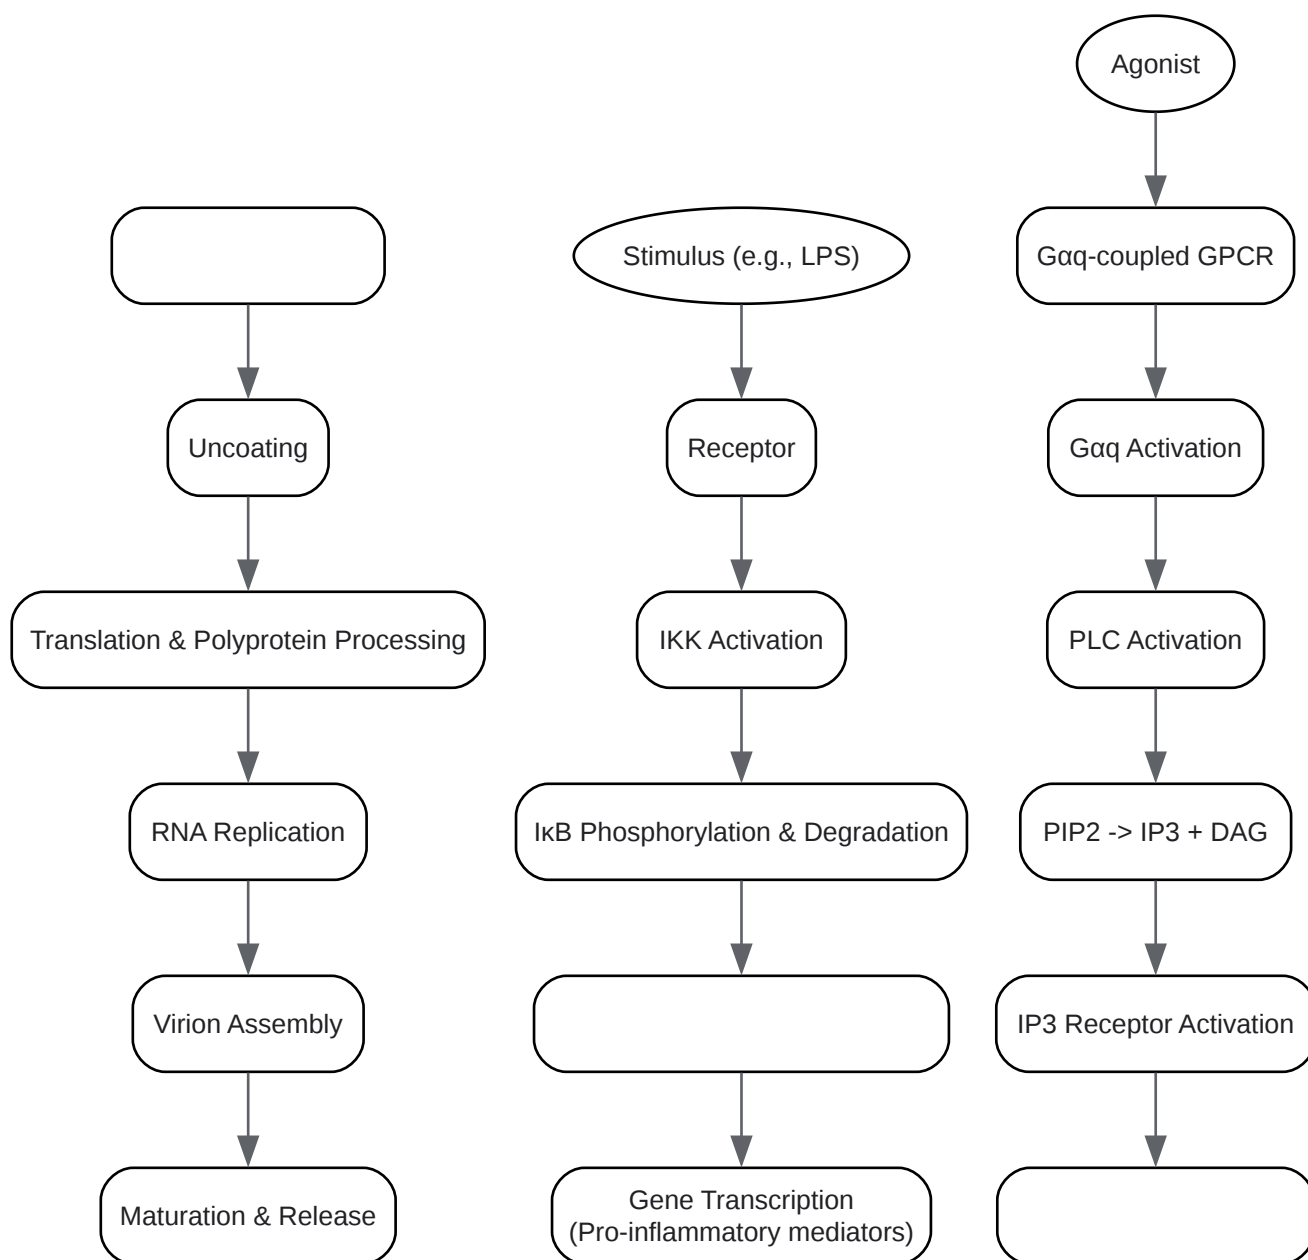 Agonist
Stimulus (e.g., LPS)
Gαq-coupled GPCR
Uncoating
Receptor
Gαq Activation
Translation & Polyprotein Processing
IKK Activation
PLC Activation
RNA Replication
IκB Phosphorylation & Degradation
PIP2 -> IP3 + DAG
Virion Assembly
IP3 Receptor Activation
Maturation & Release
Gene Transcription
(Pro-inflammatory mediators)